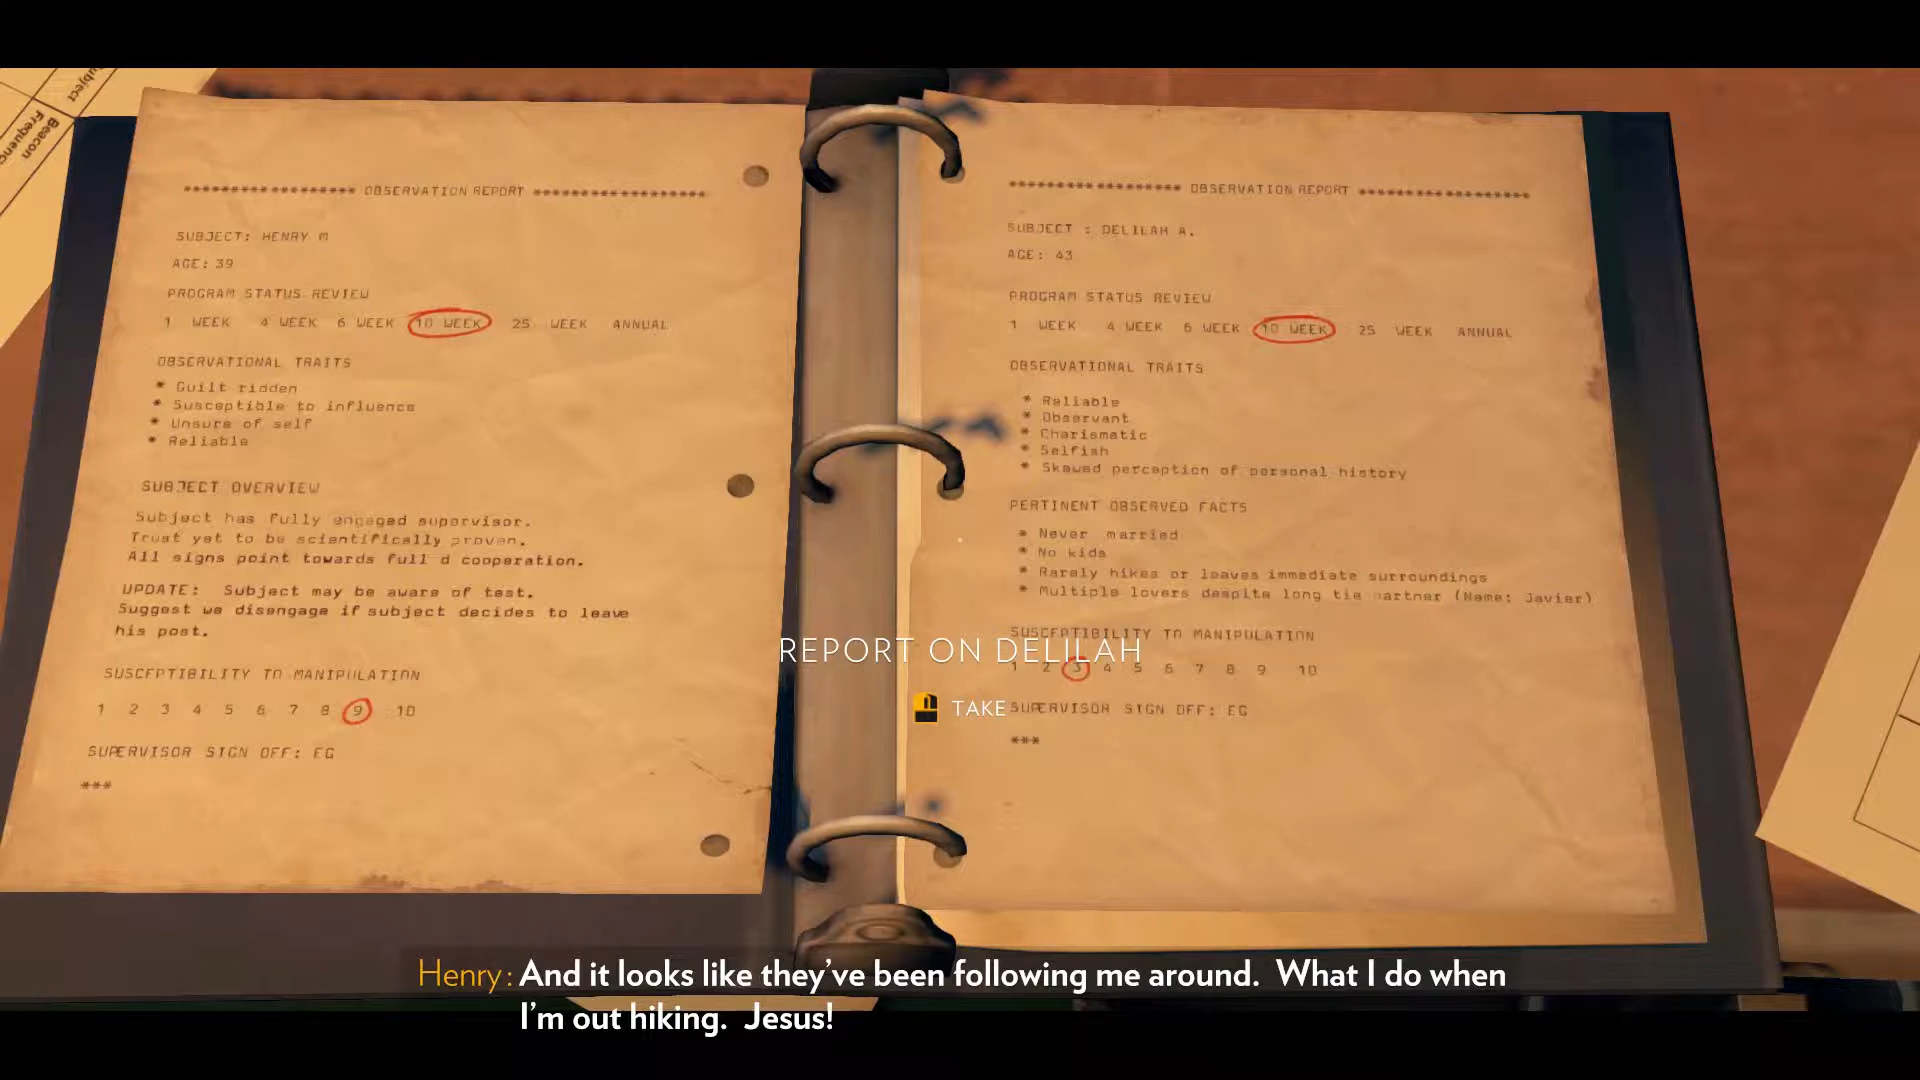 Subject
Beacon
Frequency
****************** OBSERVATION REPORT ******************
SUBJECT: HENRY M
AGE: 39
PROGRAM STATUS REVIEW
1 WEEK 4 WEEK 6 WEEK 10 WEEK 25 WEEK ANNUAL
OBSERVATIONAL TRAITS
* Guilt ridden
* Susceptible to influence
* Unsure of self
* Reliable
SUBJECT OVERVIEW
Subject has fully engaged supervisor.
Trust yet to be scientifically proven.
All signs point towards full d cooperation.
UPDATE: Subject may be aware of test.
Suggest we disengage if subject decides to leave
his post.
SUSCEPTIBILITY TO MANIPULATION
1 2 3 4 5 6 7 8 9 10
SUPERVISOR SIGN OFF: EG
***
****************** OBSERVATION REPORT ******************
SUBJECT : DELILAH A.
AGE: 43
PROGRAM STATUS REVIEW
1 WEEK 4 WEEK 6 WEEK 10 WEEK 25 WEEK ANNUAL
OBSERVATIONAL TRAITS
* Reliable
* Observant
* Charismatic
* Selfish
* Skewed perception of personal history
PERTINENT OBSERVED FACTS
* Never married
* No kids
* Rarely hikes or leaves immediate surroundings
* Multiple lovers despite long tie partner (Name: Javier)
SUSCEPTIBILITY TO MANIPULATION
1 2 3 4 5 6 7 8 9 10
SUPERVISOR SIGN OFF: EG
***
REPORT ON DELILAH
TAKE
Henry: And it looks like they've been following me around. What I do when
I'm out hiking. Jesus!